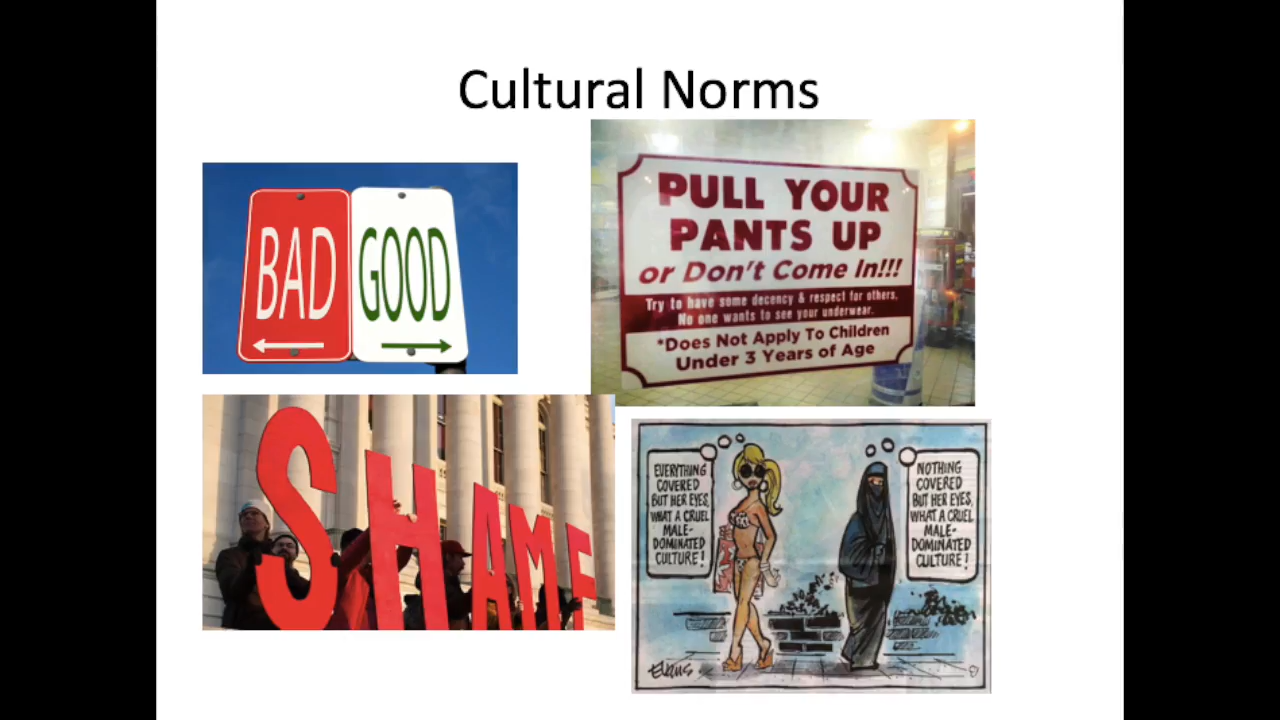 Cultural Norms
BAD
GOOD
PULL YOUR
PANTS UP
or Don't Come In!!!
Try to have some decency & respect for others,
No one wants to see your underwear.
*Does Not Apply To Children
Under 3 Years of Age
SHAME
EVERYTHING
COVERED
BUT HER EYES,
WHAT A CRUEL
MALE-
DOMINATED
CULTURE!
NOTHING
COVERED
BUT HER EYES,
WHAT A CRUEL
MALE-
DOMINATED
CULTURE!
EVANS